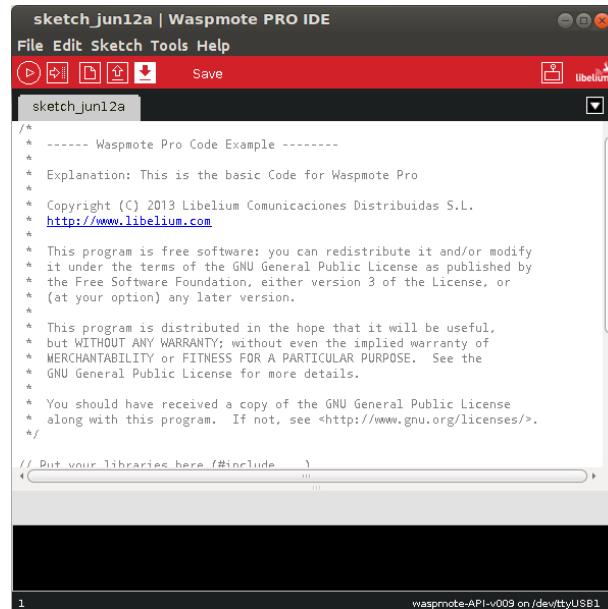 sketch_jun12a | Waspmote PRO IDE
File Edit Sketch Tools Help
Save
libelium
sketch_jun12a
/*
 *  ------ Waspmote Pro Code Example --------
 *
 *  Explanation: This is the basic Code for Waspmote Pro
 *
 *  Copyright (C) 2013 Libelium Comunicaciones Distribuidas S.L.
 *  http://www.libelium.com
 *
 *  This program is free software: you can redistribute it and/or modify
 *  it under the terms of the GNU General Public License as published by
 *  the Free Software Foundation, either version 3 of the License, or
 *  (at your option) any later version.
 *
 *  This program is distributed in the hope that it will be useful,
 *  but WITHOUT ANY WARRANTY; without even the implied warranty of
 *  MERCHANTABILITY or FITNESS FOR A PARTICULAR PURPOSE.  See the
 *  GNU General Public License for more details.
 *
 *  You should have received a copy of the GNU General Public License
 *  along with this program.  If not, see <http://www.gnu.org/licenses/>.
 */
// Put your libraries here (#include ...)
1
waspmote-API-v009 on /dev/ttyUSB1